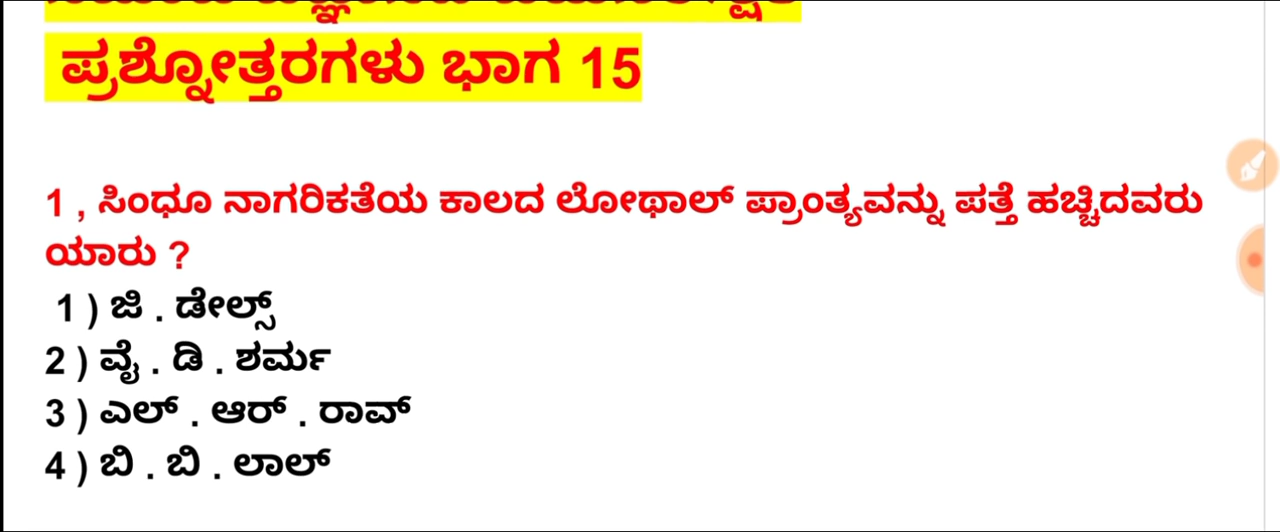 ಪ್ರಶ್ನೋತ್ತರಗಳು ಭಾಗ 15
1 , ಸಿಂಧೂ ನಾಗರಿಕತೆಯ ಕಾಲದ ಲೋಥಾಲ್ ಪ್ರಾಂತ್ಯವನ್ನು ಪತ್ತೆ ಹಚ್ಚಿದವರು
ಯಾರು ?
1 ) ಜಿ . ಡೇಲ್ಸ್
2 ) ವೈ . ಡಿ . ಶರ್ಮ
3 ) ಎಲ್ . ಆರ್ . ರಾವ್
4 ) ಬಿ . ಬಿ . ಲಾಲ್